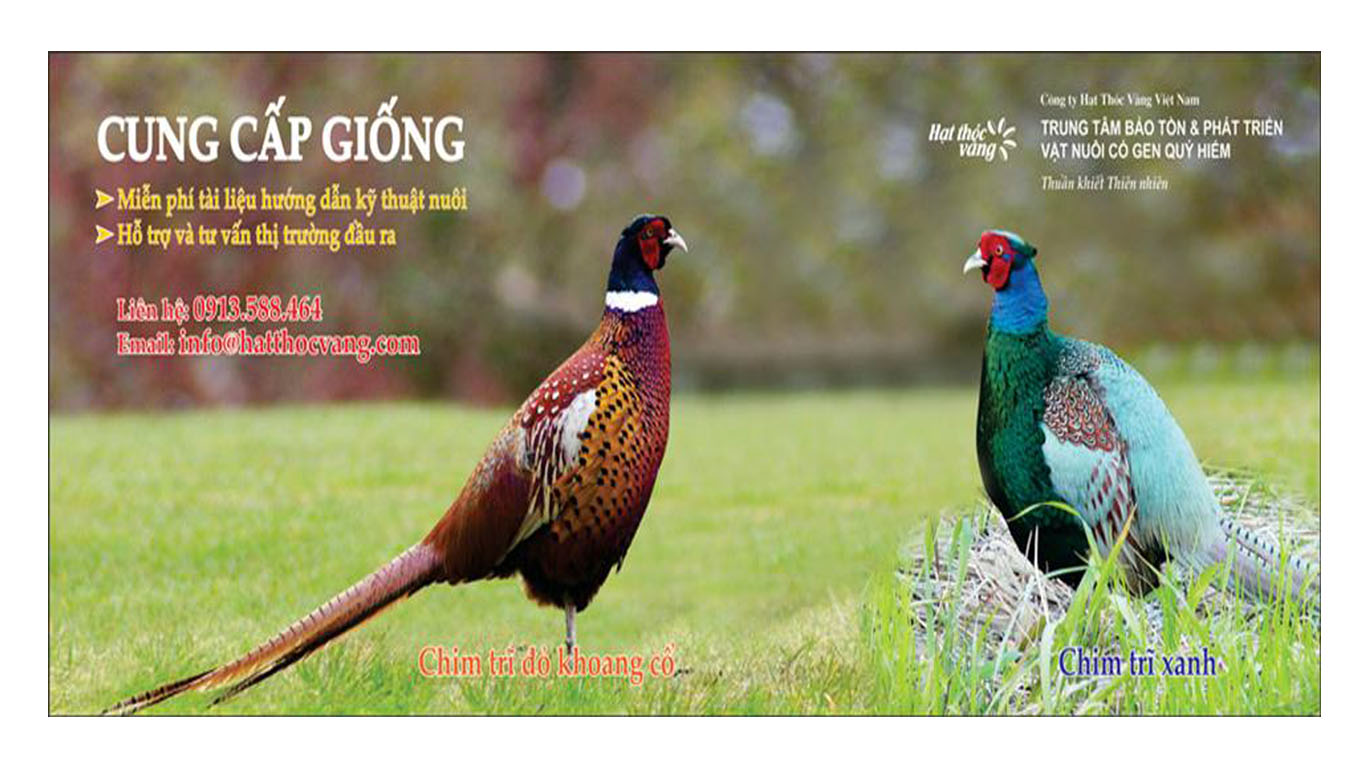 CUNG CẤP GIỐNG
Miễn phí tài liệu hướng dẫn kỹ thuật nuôi
Hỗ trợ và tư vấn thị trường đầu ra
Liên hệ: 0913.588.464
Email: info@hatthocvang.com
Hạt thóc
vàng
Công ty Hạt Thóc Vàng Việt Nam
TRUNG TÂM BẢO TỒN & PHÁT TRIỂN
VẬT NUÔI CÓ GEN QUÝ HIẾM
Thuần khiết Thiên nhiên
Chim trĩ đỏ khoang cổ
Chim trĩ xanh